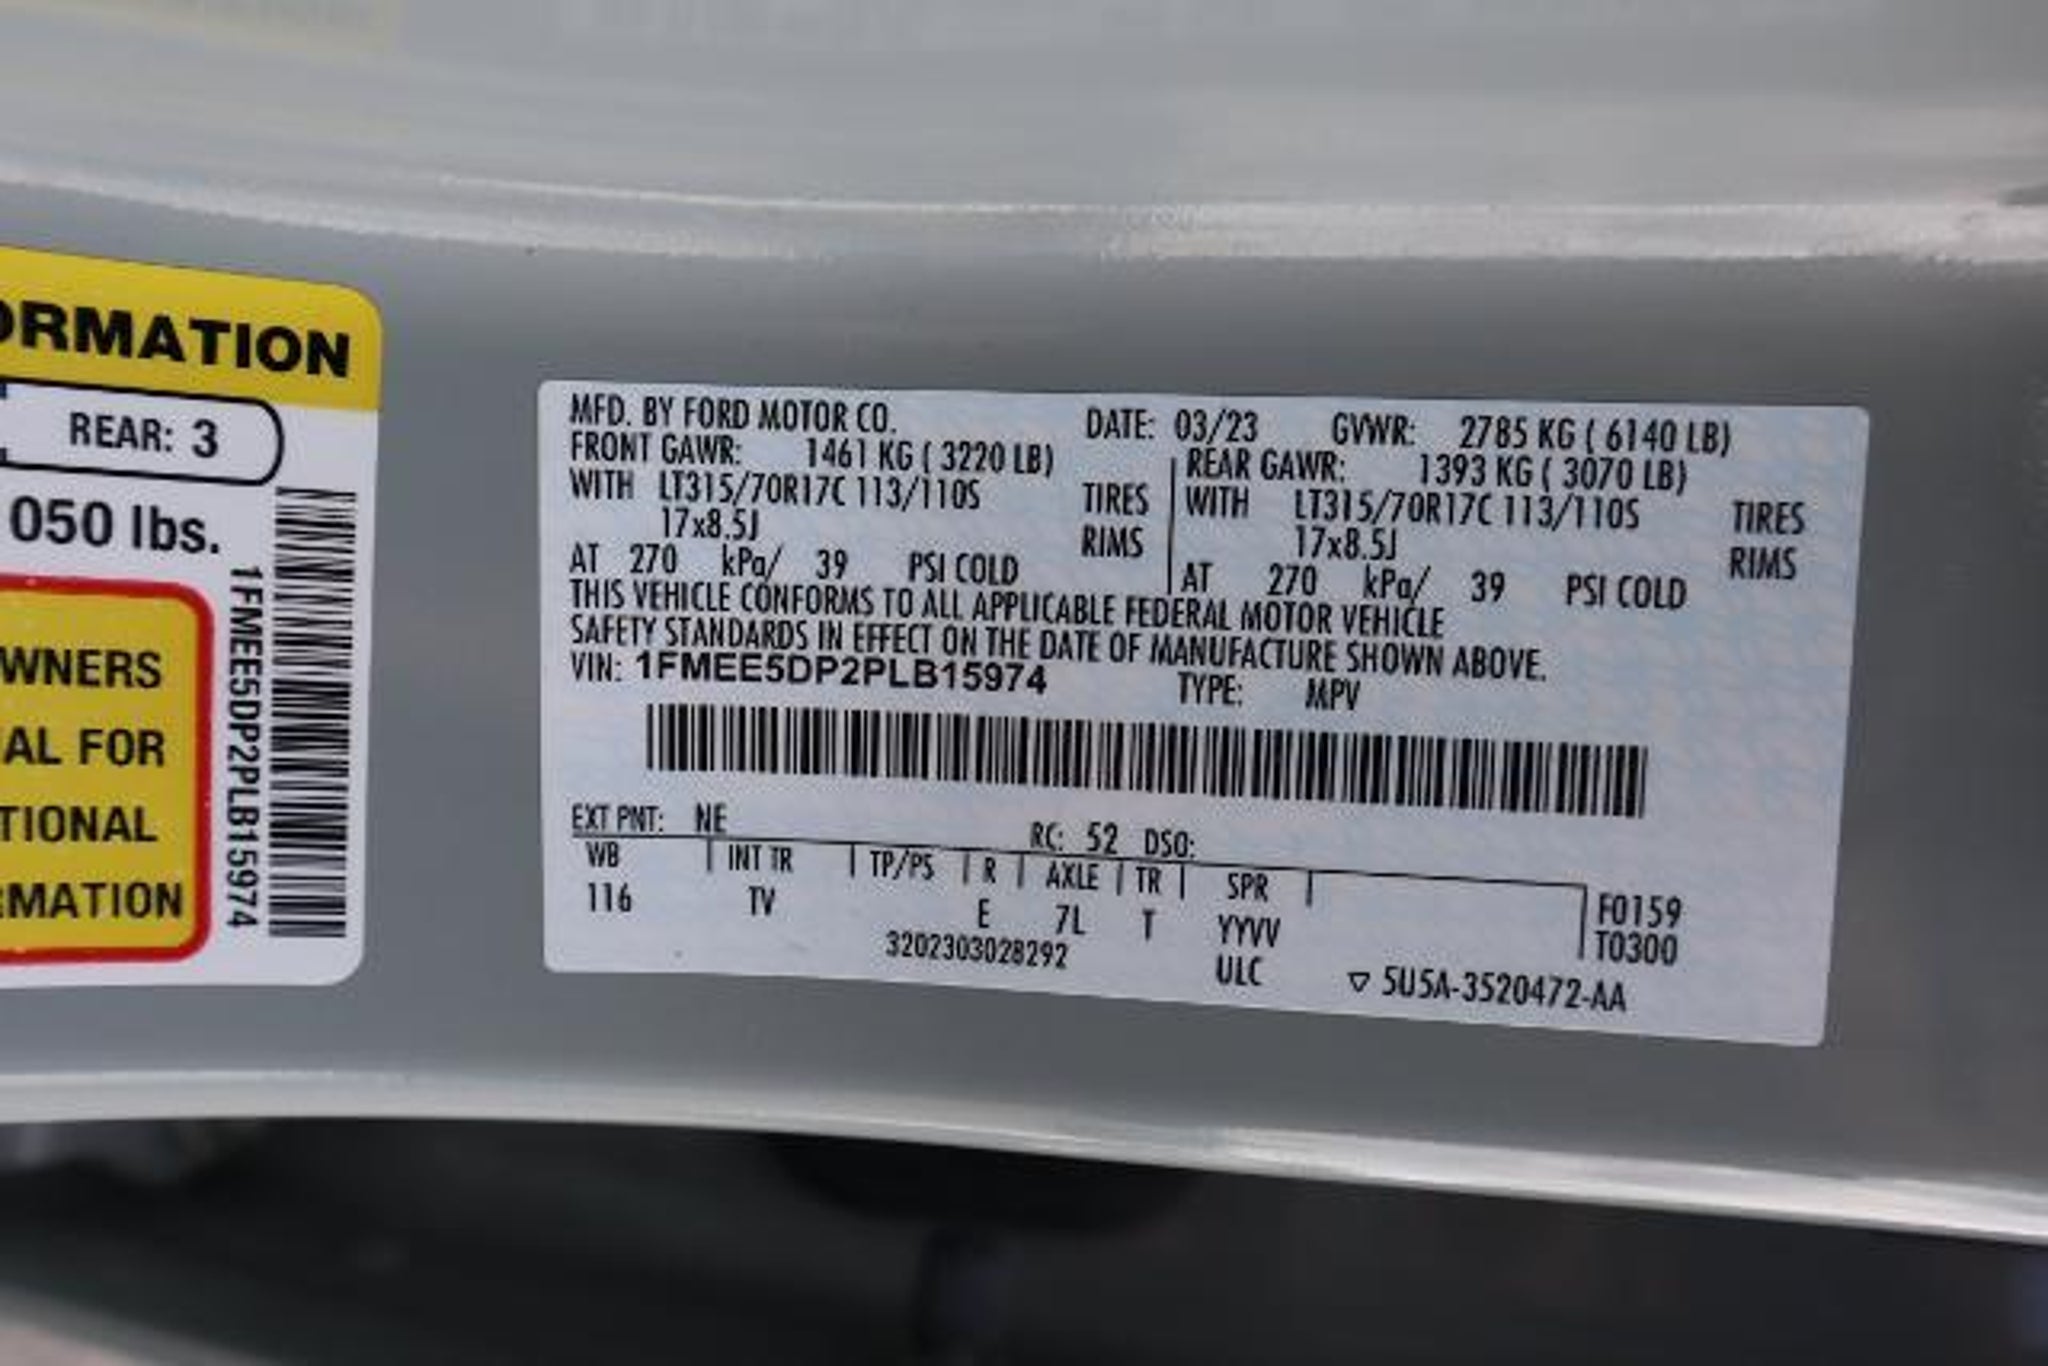 ORMATION
REAR: 3
050 lbs.
WNERS
AL FOR
TIONAL
RMATION
1FMEE5DP2PLB15974
MFD. BY FORD MOTOR CO. DATE: 03/23 GVWR: 2785 KG ( 6140 LB)
FRONT GAWR: 1461 KG ( 3220 LB) REAR GAWR: 1393 KG ( 3070 LB)
WITH LT315/70R17C 113/110S TIRES WITH LT315/70R17C 113/110S TIRES
17x8.5J RIMS 17x8.5J RIMS
AT 270 kPa/ 39 PSI COLD AT 270 kPa/ 39 PSI COLD
THIS VEHICLE CONFORMS TO ALL APPLICABLE FEDERAL MOTOR VEHICLE
SAFETY STANDARDS IN EFFECT ON THE DATE OF MANUFACTURE SHOWN ABOVE.
VIN: 1FMEE5DP2PLB15974 TYPE: MPV
EXT PNT: NE RC: 52 DSO:
WB INT TR TP/PS R AXLE TR SPR
116 TV E 7L T YYVV F0159
3202303028292 ULC T0300
▽ 5U5A-3520472-AA